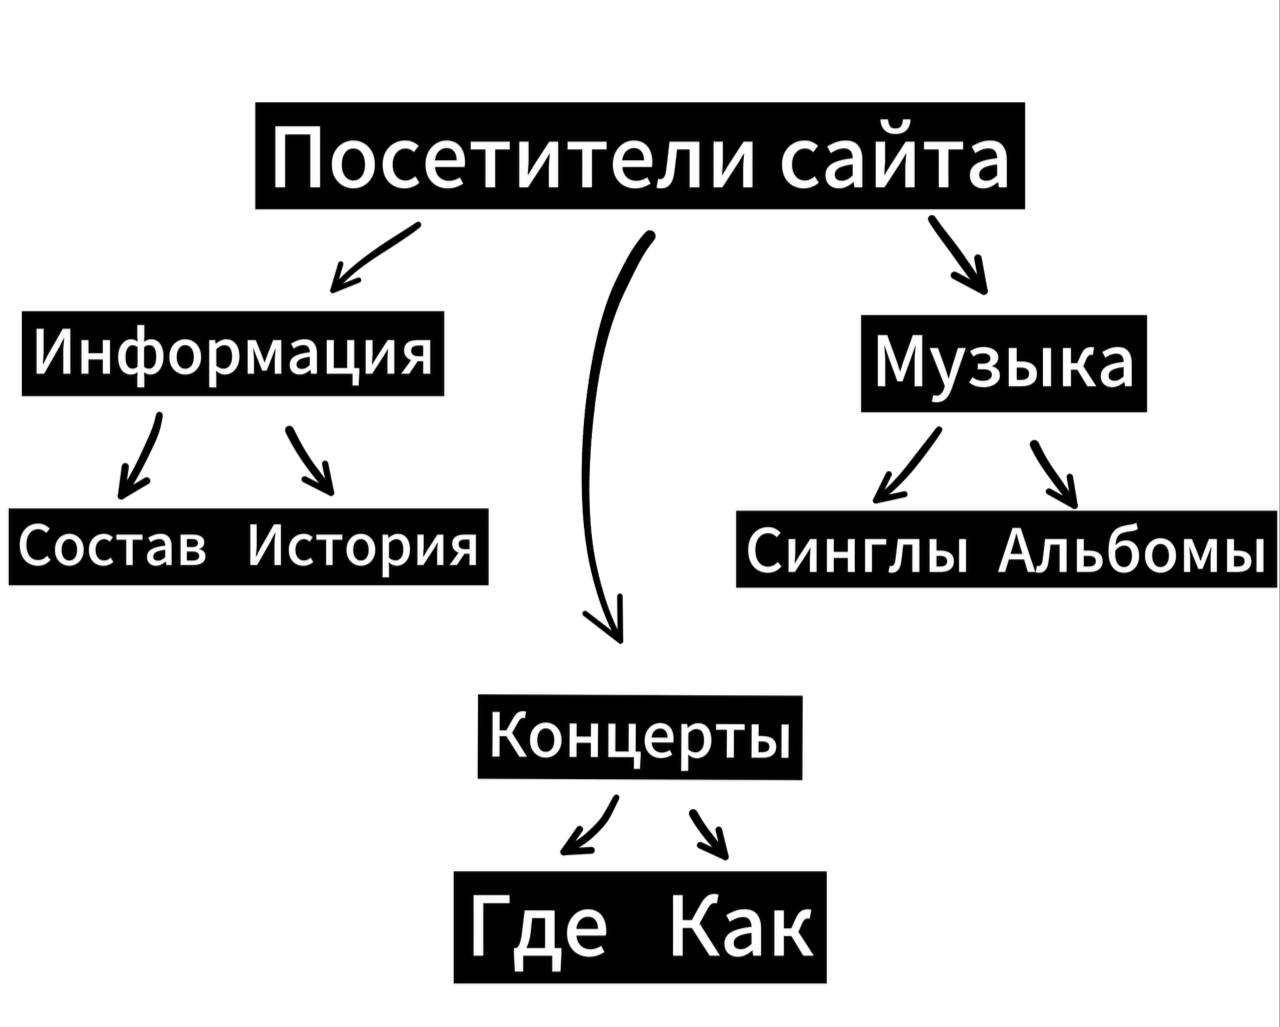 Посетители сайта
Информация
Музыка
Состав История
Синглы Альбомы
Концерты
Где Как